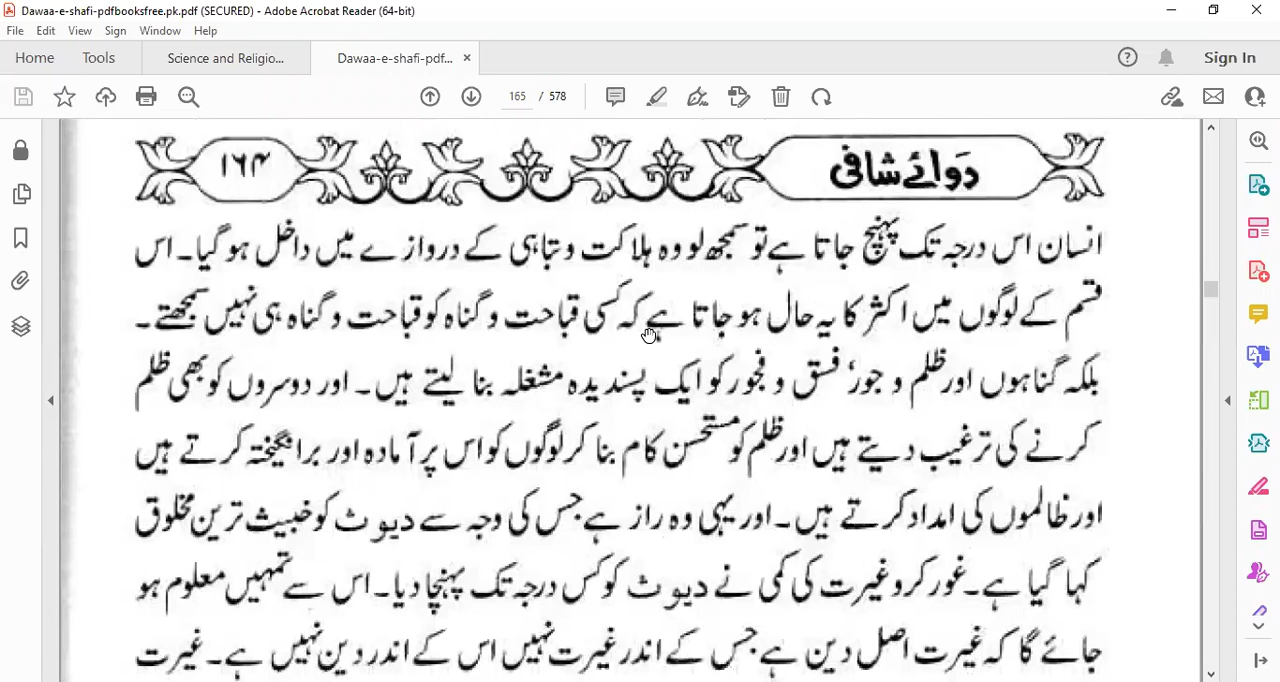 Dawaa-e-shafi-pdfbooksfree.pk.pdf (SECURED) - Adobe Acrobat Reader (64-bit)
File Edit View Sign Window Help
Home Tools Science and Religio... Dawaa-e-shafi-pdf... × Sign In
165 / 578
دوائے شافی ۱۶۴
انسان اس درجہ تک پہنچ جاتا ہے تو سمجھ لو وہ ہلاکت و تباہی کے دروازے میں داخل ہو گیا۔ اس
قسم کے لوگوں میں اکثر کا یہ حال ہو جاتا ہے کہ کسی قباحت و گناہ کو قباحت و گناہ ہی نہیں سمجھتے۔
بلکہ گناہوں اور ظلم و جور' فسق و فجور کو ایک پسندیدہ مشغلہ بنا لیتے ہیں۔ اور دوسروں کو بھی ظلم
کرنے کی ترغیب دیتے ہیں اور ظلم کو مستحسن کام بنا کر لوگوں کو اس پر آمادہ اور برانگیختہ کرتے ہیں
اور ظالموں کی امداد کرتے ہیں۔ اور یہی وہ راز ہے جس کی وجہ سے دیوث کو خبیث ترین مخلوق
کہا گیا ہے۔ غور کرو غیرت کی کمی نے دیوث کو کس درجہ تک پہنچا دیا۔ اس سے تمہیں معلوم ہو
جائے گا کہ غیرت اصل دین ہے جس کے اندر غیرت نہیں اس کے اندر دین نہیں ہے۔ غیرت